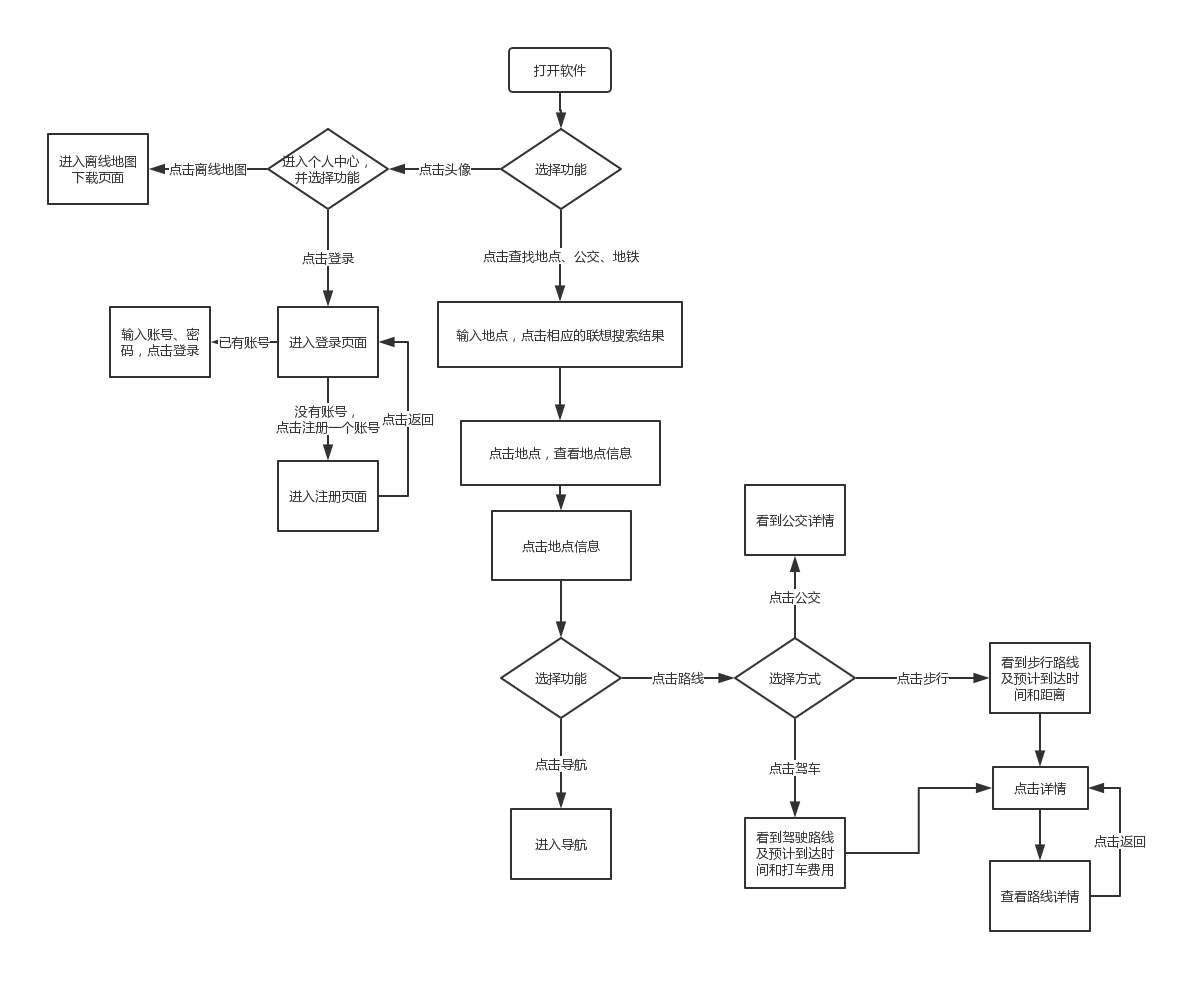 打开软件
进入离线地图
下载页面
点击离线地图
进入个人中心，
并选择功能
点击头像
选择功能
点击登录
点击查找地点、公交、地铁
输入账号、密
码，点击登录
已有账号
进入登录页面
输入地点，点击相应的联想搜索结果
没有账号，
点击注册一个账号
点击返回
点击地点，查看地点信息
进入注册页面
看到公交详情
点击地点信息
点击公交
选择功能
点击路线
选择方式
点击步行
看到步行路线
及预计到达时
间和距离
点击导航
点击驾车
点击详情
进入导航
看到驾驶路线
及预计到达时
间和打车费用
点击返回
查看路线详情